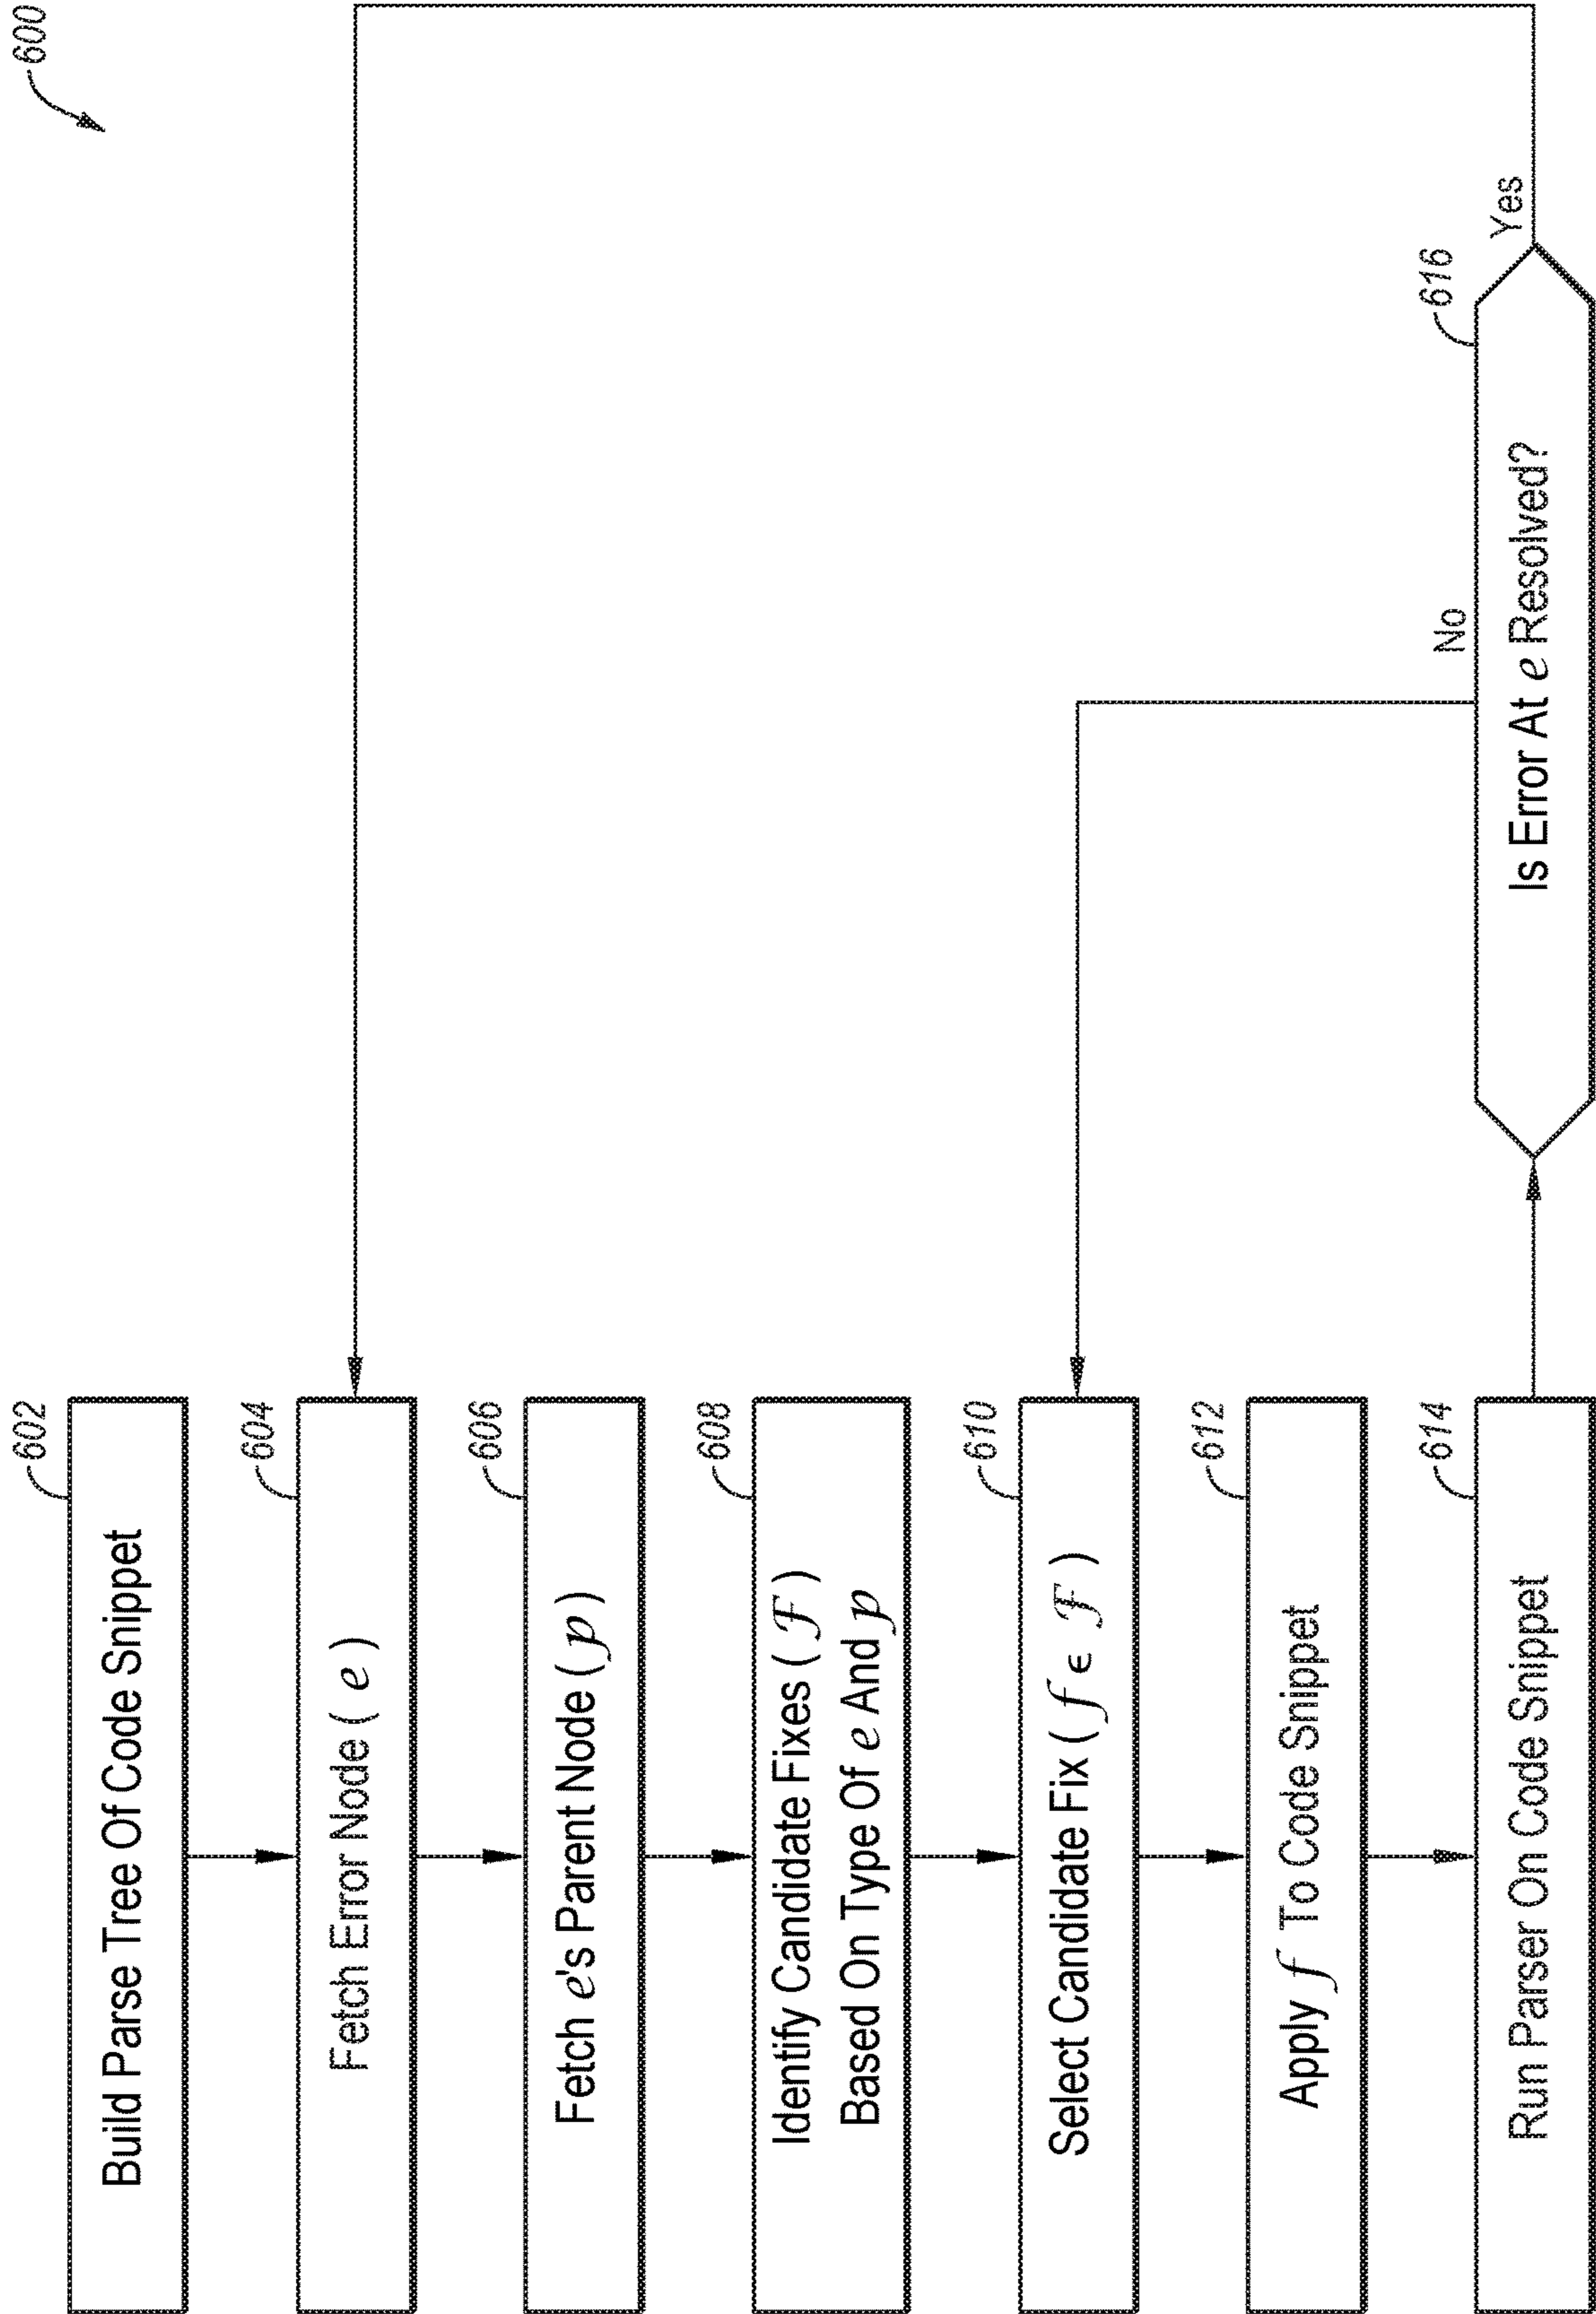 600
602
Build Parse Tree Of Code Snippet
604
Fetch Error Node ( e )
606
Fetch e's Parent Node ( p )
608
Identify Candidate Fixes ( ℱ )
Based On Type Of e And p
610
Select Candidate Fix ( f ϵ ℱ )
612
Apply f To Code Snippet
614
Run Parser On Code Snippet
616
Is Error At e Resolved?
No
Yes